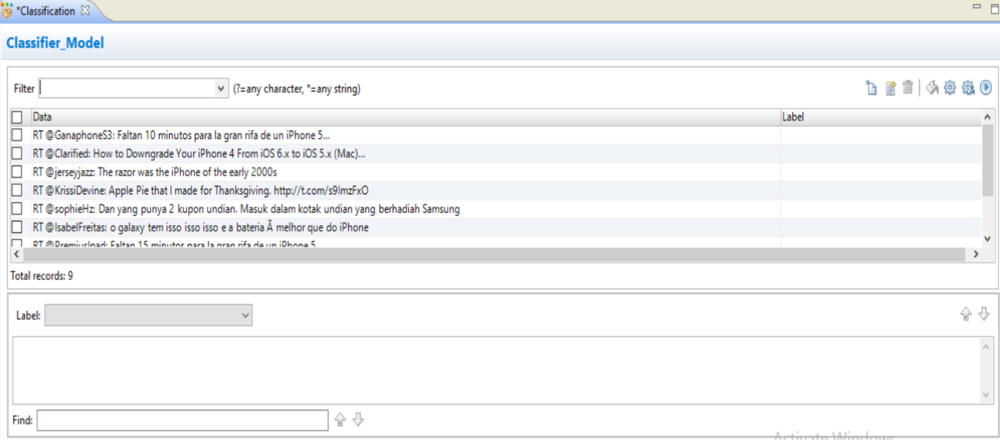 *Classification
Classifier_Model
Filter (?=any character, *=any string)
Data Label
RT @GanaphoneS3: Faltan 10 minutos para la gran rifa de un iPhone 5...
RT @Clarified: How to Downgrade Your iPhone 4 From iOS 6.x to iOS 5.x (Mac)...
RT @jerseyjazz: The razor was the iPhone of the early 2000s
RT @KrissiDevine: Apple Pie that I made for Thanksgiving. http://t.com/s9ImzFxO
RT @sophieHz: Dan yang punya 2 kupon undian. Masuk dalam kotak undian yang berhadiah Samsung
RT @IsabelFreitas: o galaxy tem isso isso isso e a bateria Ã melhor que do iPhone
RT @PremiusIpad: Faltan 15 minutos para la gran rifa de un iPhone 5
Total records: 9
Label:
Find:
Activate Windows